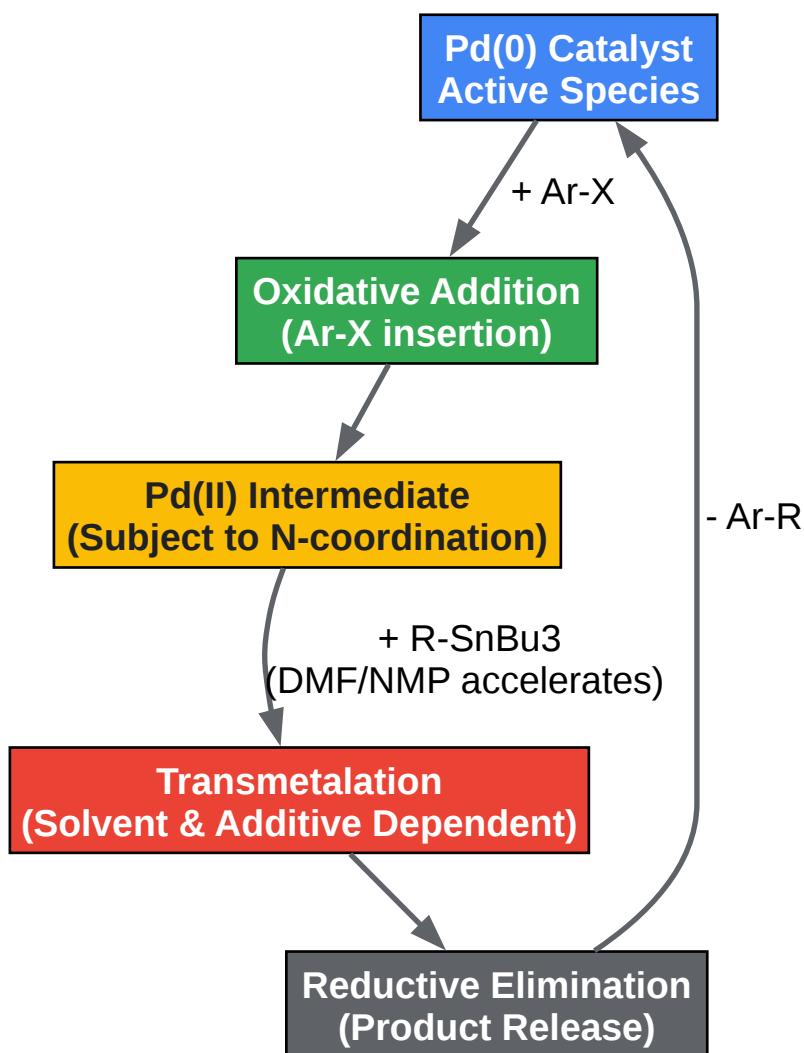 Pd(0) Catalyst
Active Species
+ Ar-X
Oxidative Addition
(Ar-X insertion)
Pd(II) Intermediate
(Subject to N-coordination)
- Ar-R
+ R-SnBu3
(DMF/NMP accelerates)
Transmetalation
(Solvent & Additive Dependent)
Reductive Elimination
(Product Release)